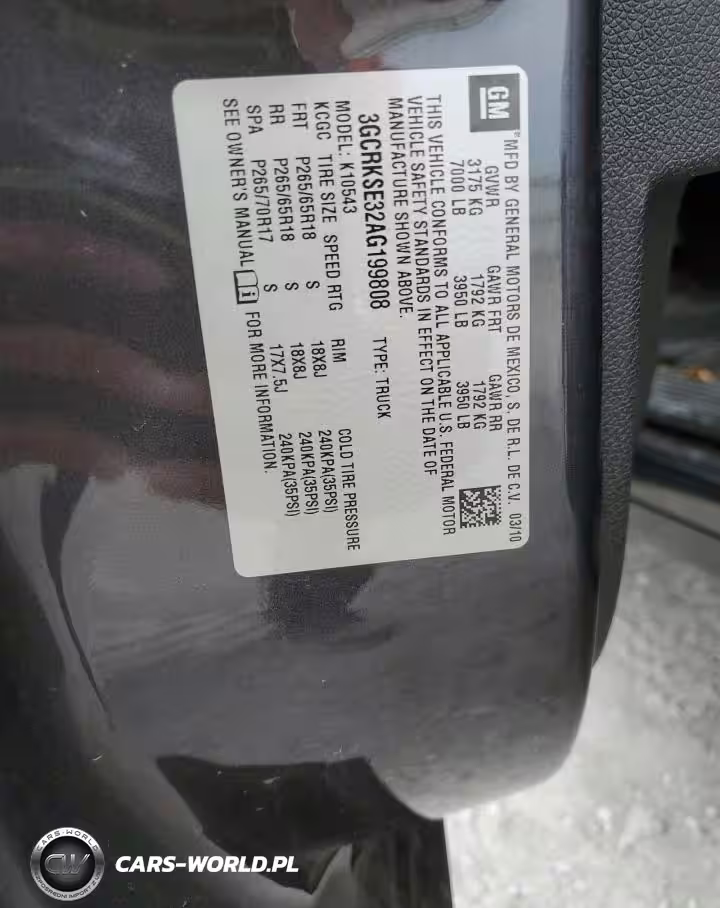 GM
® MFD BY GENERAL MOTORS DE MEXICO, S. DE R.L. DE C.V. 03/10
GVWR GAWR FRT GAWR RR
3175 KG 1792 KG 1792 KG
7000 LB 3950 LB 3950 LB
THIS VEHICLE CONFORMS TO ALL APPLICABLE U.S. FEDERAL MOTOR
VEHICLE SAFETY STANDARDS IN EFFECT ON THE DATE OF
MANUFACTURE SHOWN ABOVE.
3GCRKSE32AG199808 TYPE: TRUCK
MODEL: K10543
KCGC TIRE SIZE SPEED RTG RIM COLD TIRE PRESSURE
FRT P265/65R18 S 18X8J 240KPA(35PSI)
RR P265/65R18 S 18X8J 240KPA(35PSI)
SPA P265/70R17 S 17X7.5J 240KPA(35PSI)
SEE OWNER'S MANUAL i FOR MORE INFORMATION.
CARS-WORLD
CW
CARS-WORLD.PL